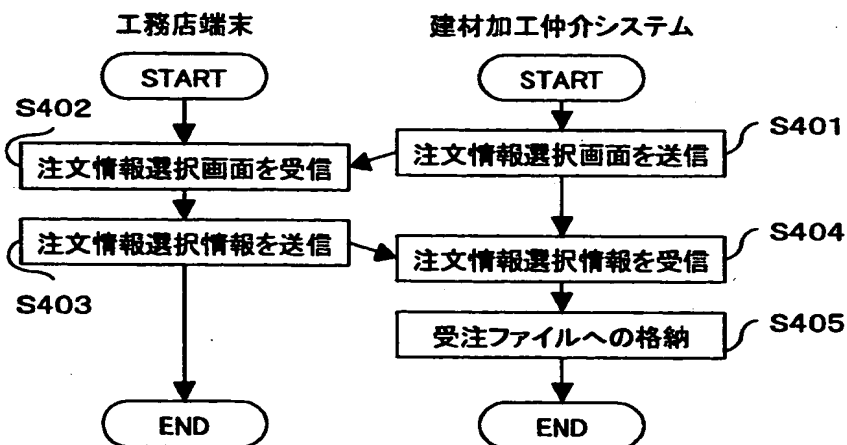 工務店端末
建材加工仲介システム
START
START
S402
S401
注文情報選択画面を受信
注文情報選択画面を送信
注文情報選択情報を送信
S404
注文情報選択情報を受信
S403
S405
受注ファイルへの格納
END
END